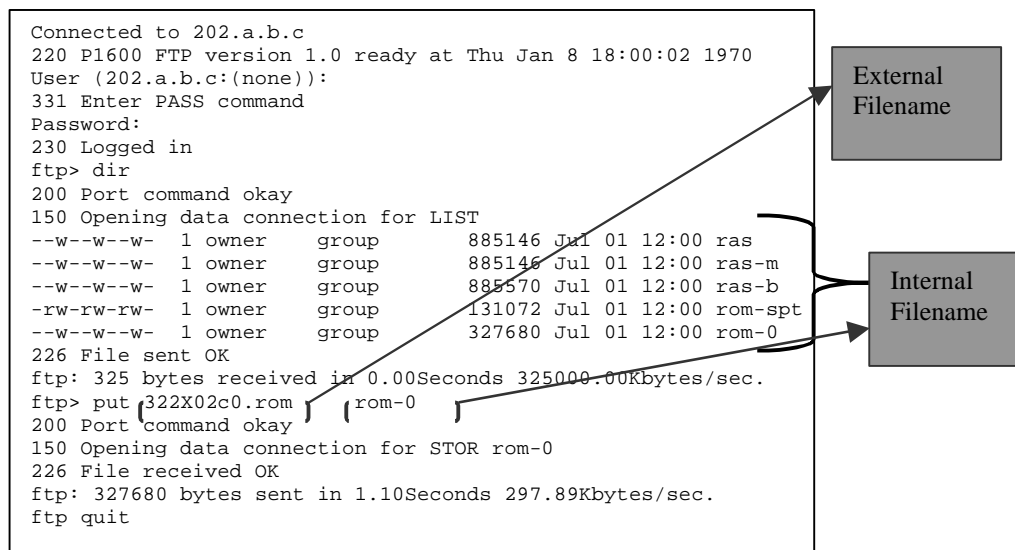 Connected to 202.a.b.c
220 P1600 FTP version 1.0 ready at Thu Jan 8 18:00:02 1970
User (202.a.b.c:(none)):
331 Enter PASS command
Password:
230 Logged in
ftp> dir
200 Port command okay
150 Opening data connection for LIST
--w--w--w-  1 owner    group         885146 Jul 01 12:00 ras
--w--w--w-  1 owner    group         885146 Jul 01 12:00 ras-m
--w--w--w-  1 owner    group         885570 Jul 01 12:00 ras-b
-rw-rw-rw-  1 owner    group         131072 Jul 01 12:00 rom-spt
--w--w--w-  1 owner    group         327680 Jul 01 12:00 rom-0
226 File sent OK
ftp: 325 bytes received in 0.00Seconds 325000.00Kbytes/sec.
ftp> put 322X02c0.rom    rom-0
200 Port command okay
150 Opening data connection for STOR rom-0
226 File received OK
ftp: 327680 bytes sent in 1.10Seconds 297.89Kbytes/sec.
ftp quit
External
Filename
Internal
Filename